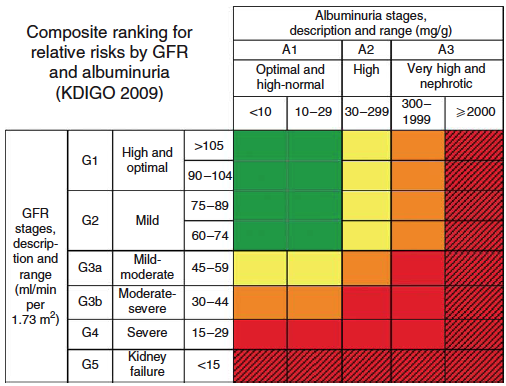 Composite ranking for
relative risks by GFR
and albuminuria
(KDIGO 2009)
Albuminuria stages,
description and range (mg/g)
A1
A2
A3
Optimal and
high-normal
High
Very high and
nephrotic
<10
10–29
30–299
300–
1999
⩾2000
GFR
stages,
descrip-
tion and
range
(ml/min
per
1.73 m²)
G1
High and
optimal
>105
90–104
G2
Mild
75–89
60–74
G3a
Mild-
moderate
45–59
G3b
Moderate-
severe
30–44
G4
Severe
15–29
G5
Kidney
failure
<15